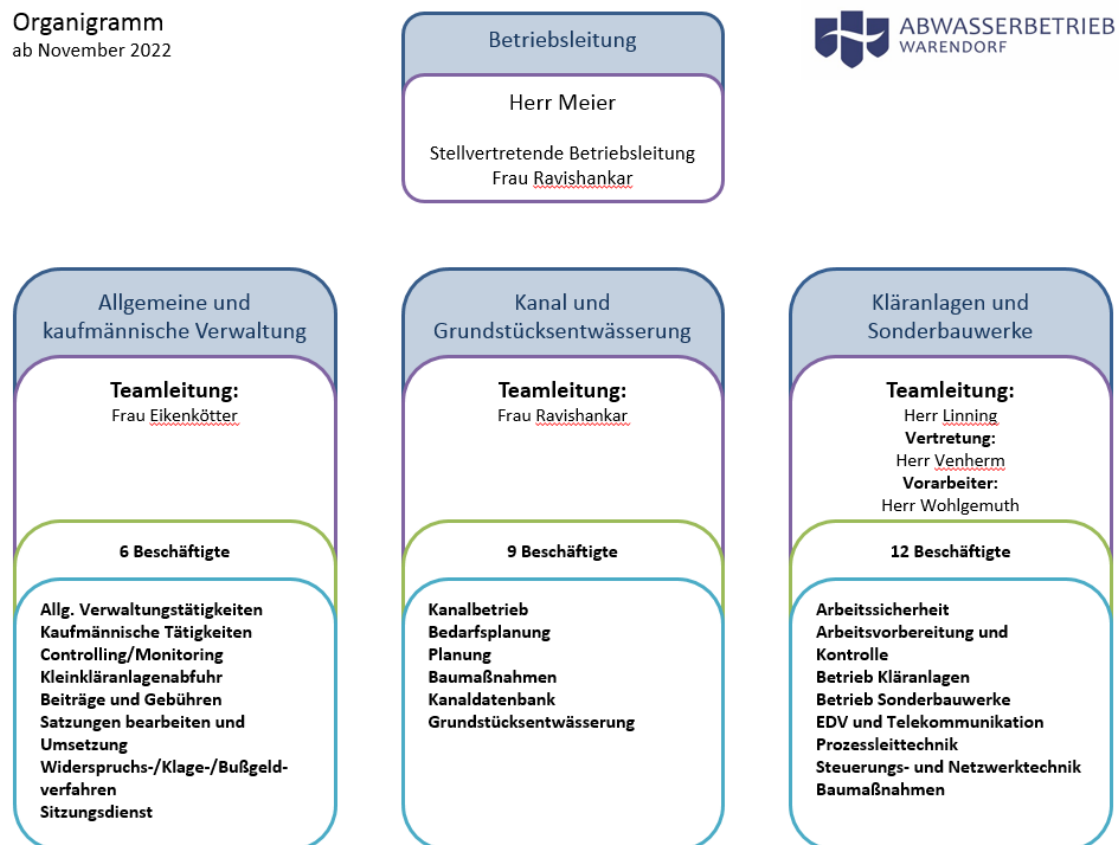 Organigramm
ab November 2022
Betriebsleitung
ABWASSERBETRIEB
WARENDORF
Herr Meier
Stellvertretende Betriebsleitung
Frau Ravishankar
Allgemeine und
kaufmännische Verwaltung
Teamleitung:
Frau Eikenkötter
6 Beschäftigte
Allg. Verwaltungstätigkeiten
Kaufmännische Tätigkeiten
Controlling/Monitoring
Kleinkläranlagenabfuhr
Beiträge und Gebühren
Satzungen bearbeiten und
Umsetzung
Widerspruchs-/Klage-/Bußgeld-
verfahren
Sitzungsdienst
Kanal und
Grundstücksentwässerung
Teamleitung:
Frau Ravishankar
9 Beschäftigte
Kanalbetrieb
Bedarfsplanung
Planung
Baumaßnahmen
Kanaldatenbank
Grundstücksentwässerung
Kläranlagen und
Sonderbauwerke
Teamleitung:
Herr Linning
Vertretung:
Herr Venherm
Vorarbeiter:
Herr Wohlgemuth
12 Beschäftigte
Arbeitssicherheit
Arbeitsvorbereitung und
Kontrolle
Betrieb Kläranlagen
Betrieb Sonderbauwerke
EDV und Telekommunikation
Prozessleittechnik
Steuerungs- und Netzwerktechnik
Baumaßnahmen